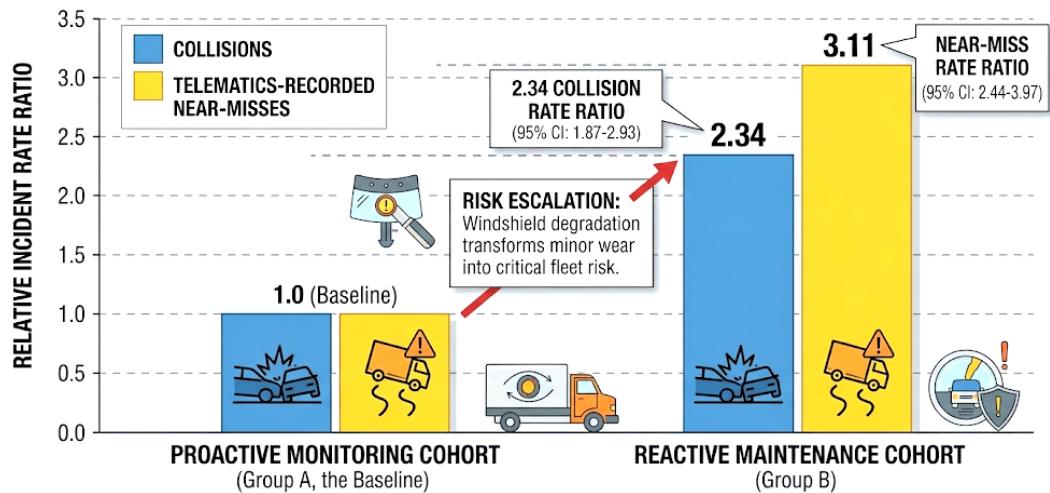 3.5
3.0
2.5
2.0
1.5
1.0
0.5
0.0
RELATIVE INCIDENT RATE RATIO
COLLISIONS
TELEMATICS-RECORDED
NEAR-MISSES
1.0 (Baseline)
RISK ESCALATION:
Windshield degradation
transforms minor wear
into critical fleet risk.
2.34 COLLISION
RATE RATIO
(95% CI: 1.87-2.93)
2.34
3.11
NEAR-MISS
RATE RATIO
(95% CI: 2.44-3.97)
PROACTIVE MONITORING COHORT
(Group A, the Baseline)
REACTIVE MAINTENANCE COHORT
(Group B)